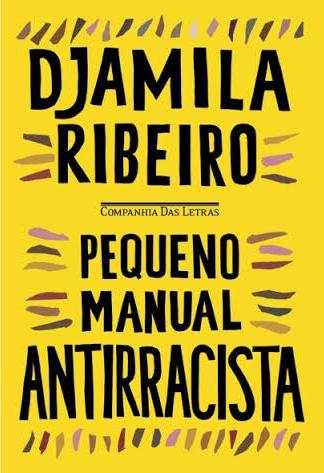 DJAMILA
RIBEIRO
COMPANHIA DAS LETRAS
PEQUENO
MANUAL
ANTIRRACISTA